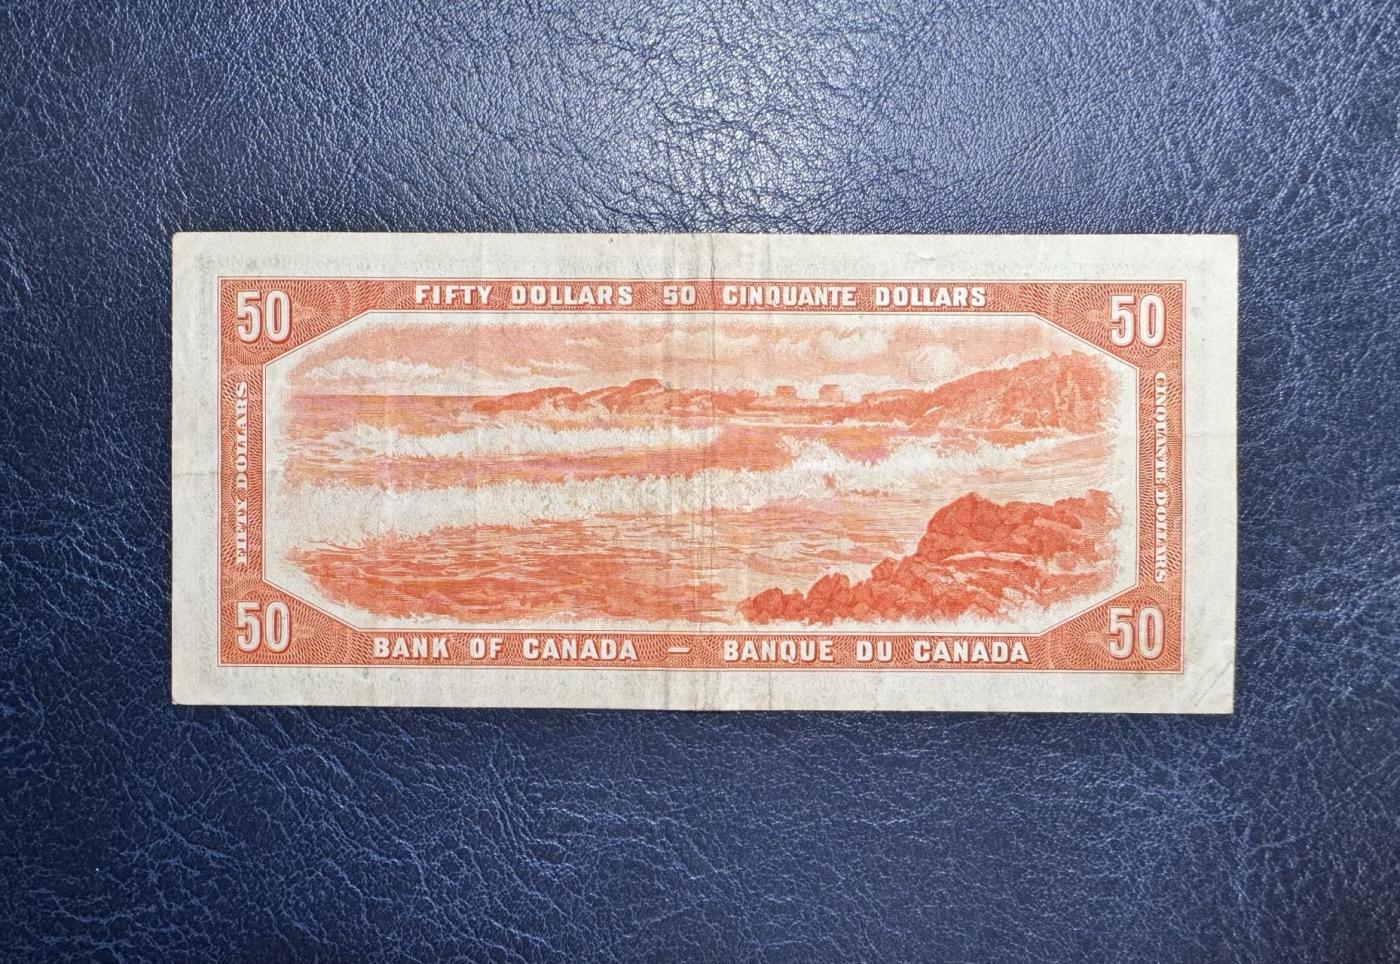 50 FIFTY DOLLARS 50 CINQUANTE DOLLARS 50
FIFTY DOLLARS
CINQUANTE DOLLARS
50 BANK OF CANADA — BANQUE DU CANADA 50